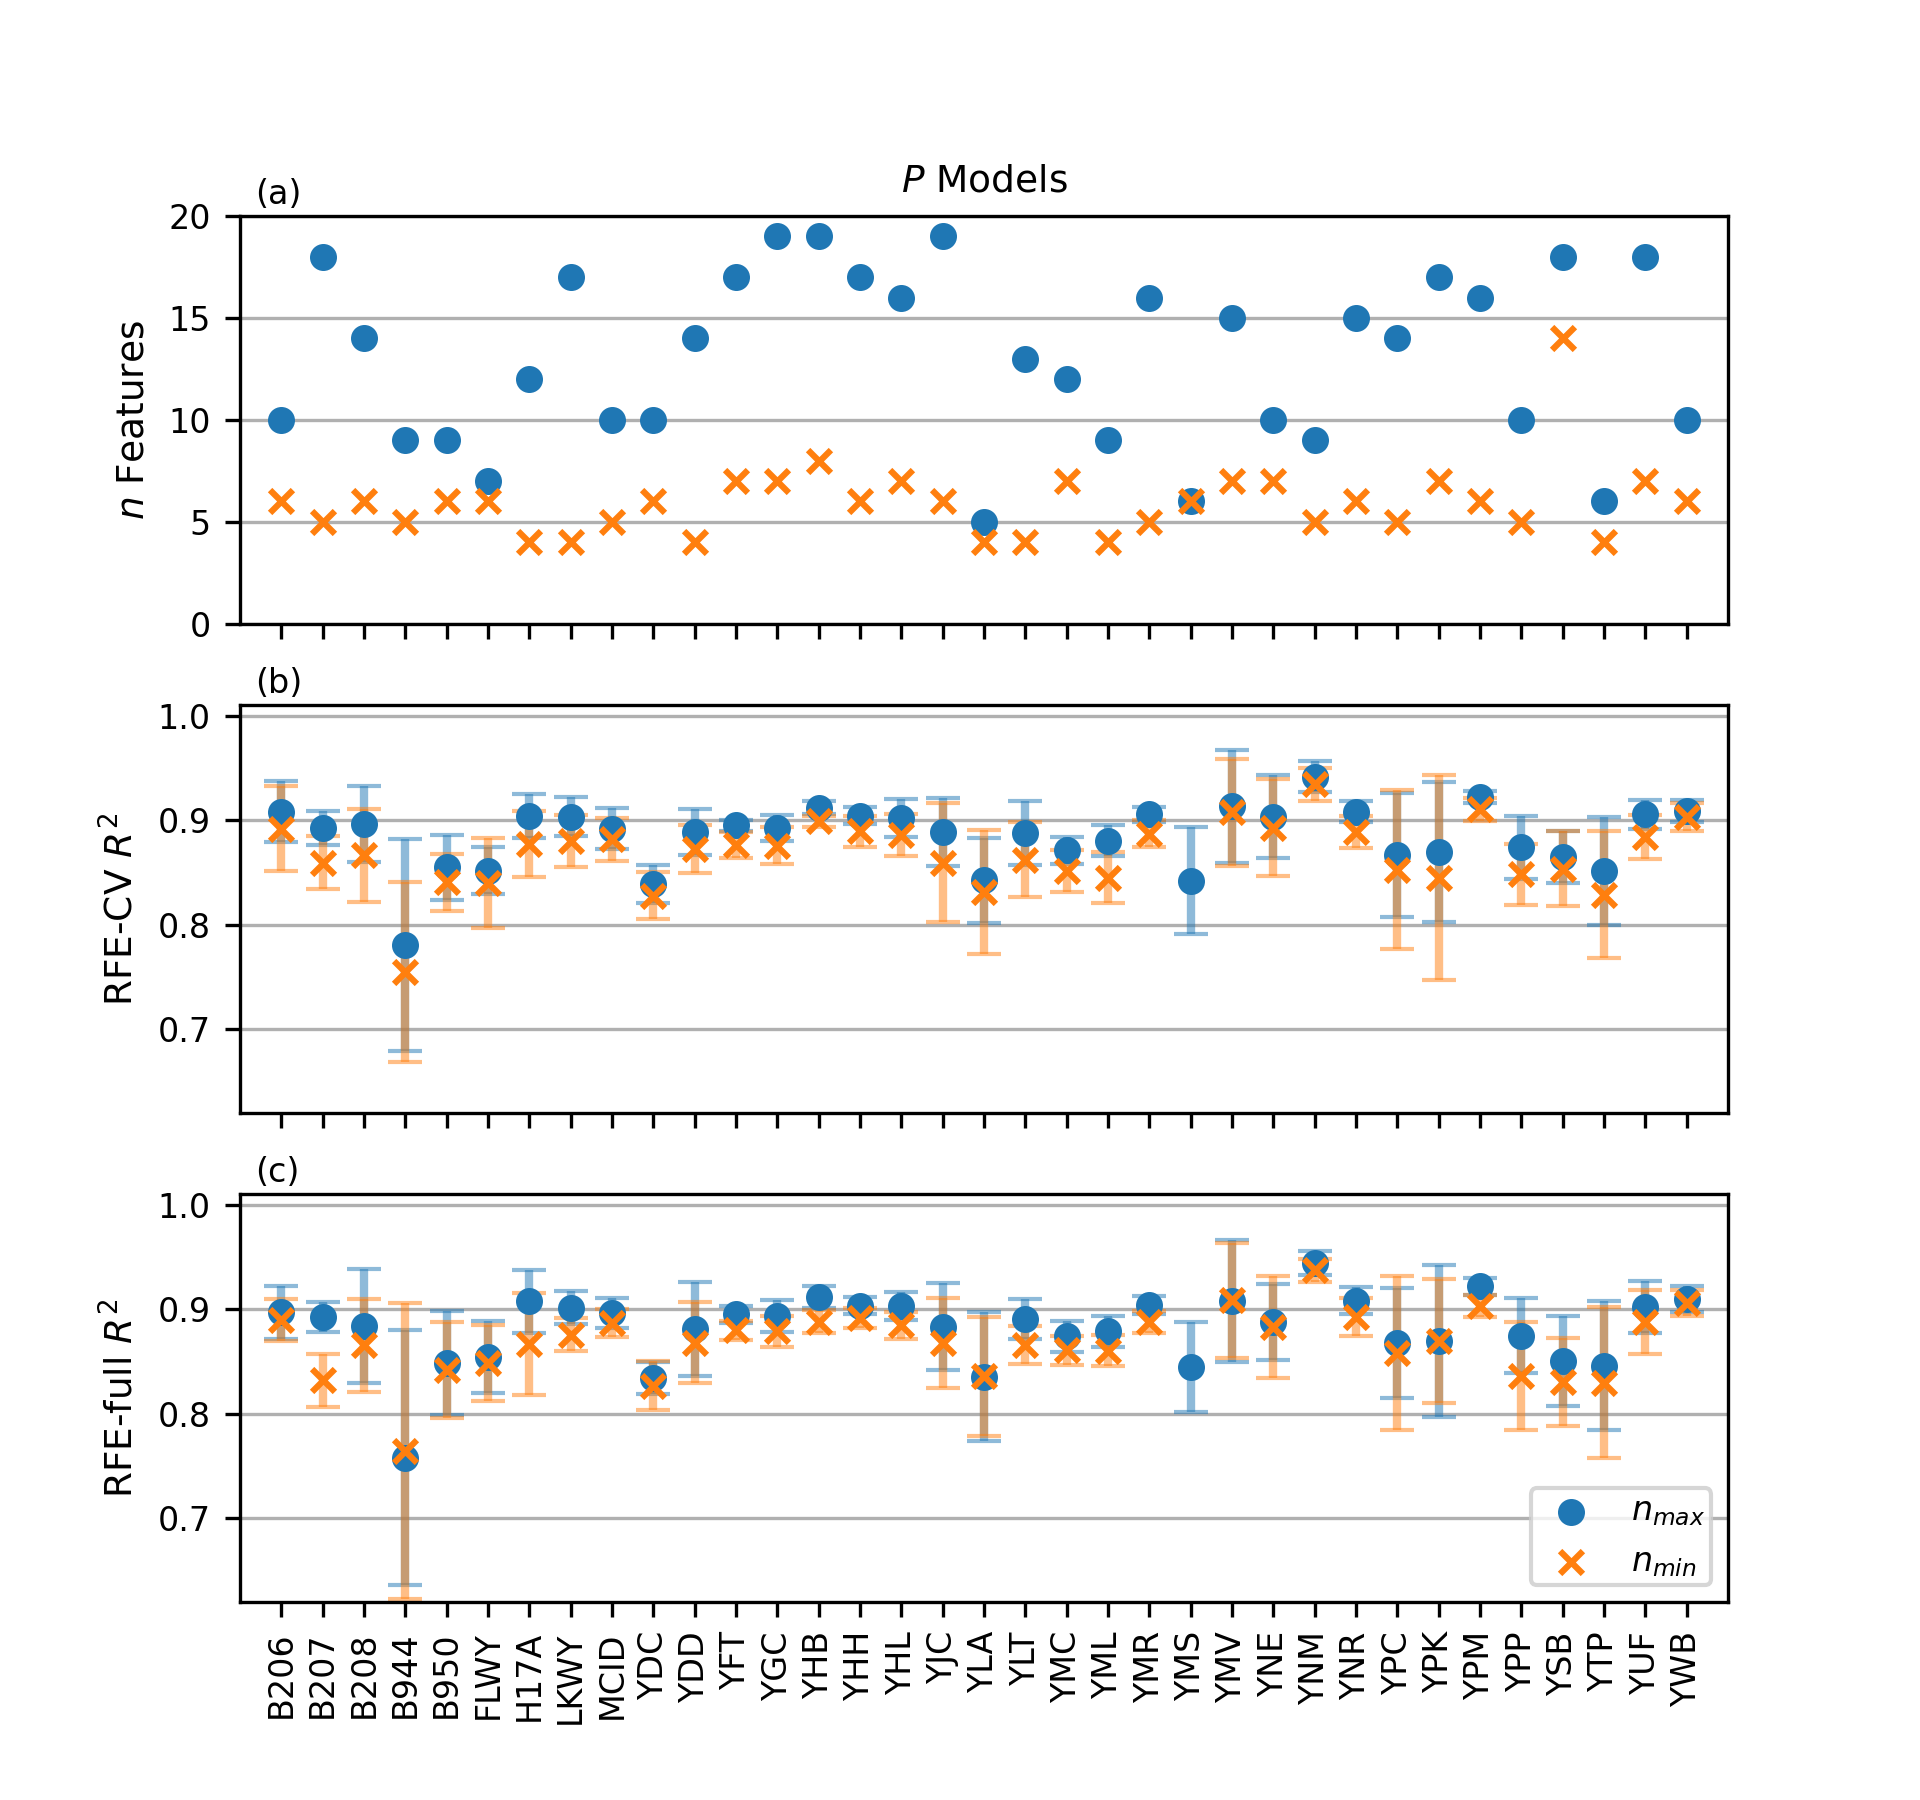 P Models
(a)
20
15
10
5
0
n Features
(b)
1.0
0.9
0.8
0.7
RFE-CV R²
(c)
1.0
0.9
0.8
0.7
RFE-full R²
n_max
n_min
B206
B207
B208
B944
B950
FLWY
H17A
LKWY
MCID
YDC
YDD
YFT
YGC
YHB
YHH
YHL
YJC
YLA
YLT
YMC
YML
YMR
YMS
YMV
YNE
YNM
YNR
YPC
YPK
YPM
YPP
YSB
YTP
YUF
YWB